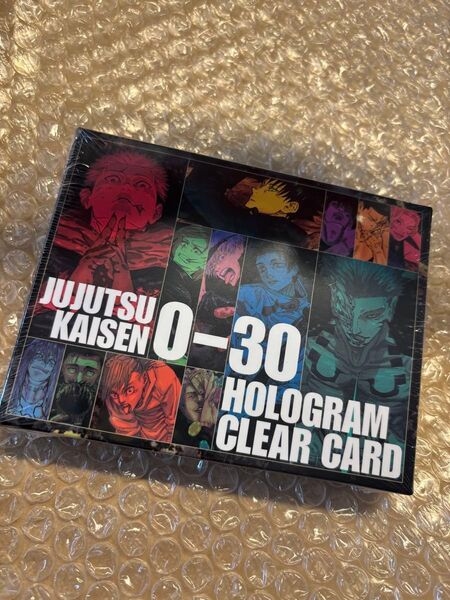 JUJUTSU
KAISEN
0-30
HOLOGRAM
CLEAR CARD